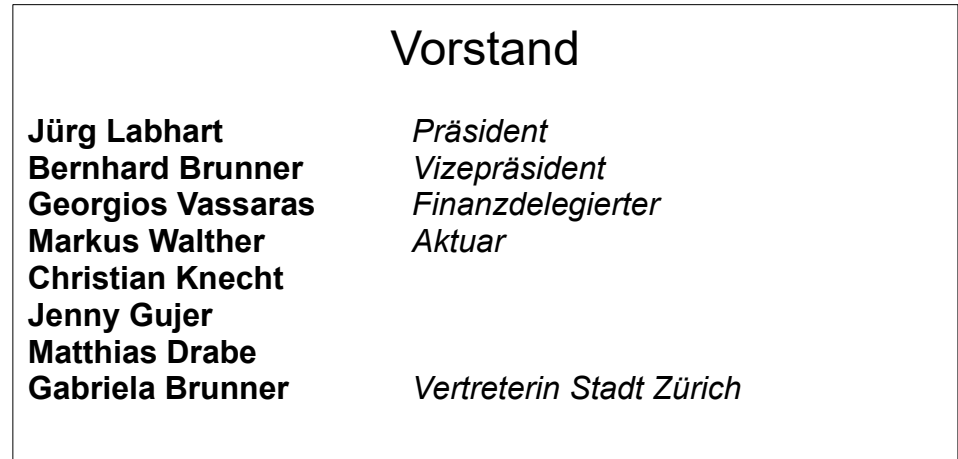 Vorstand
Jürg Labhart Präsident
Bernhard Brunner Vizepräsident
Georgios Vassaras Finanzdelegierter
Markus Walther Aktuar
Christian Knecht
Jenny Gujer
Matthias Drabe
Gabriela Brunner Vertreterin Stadt Zürich